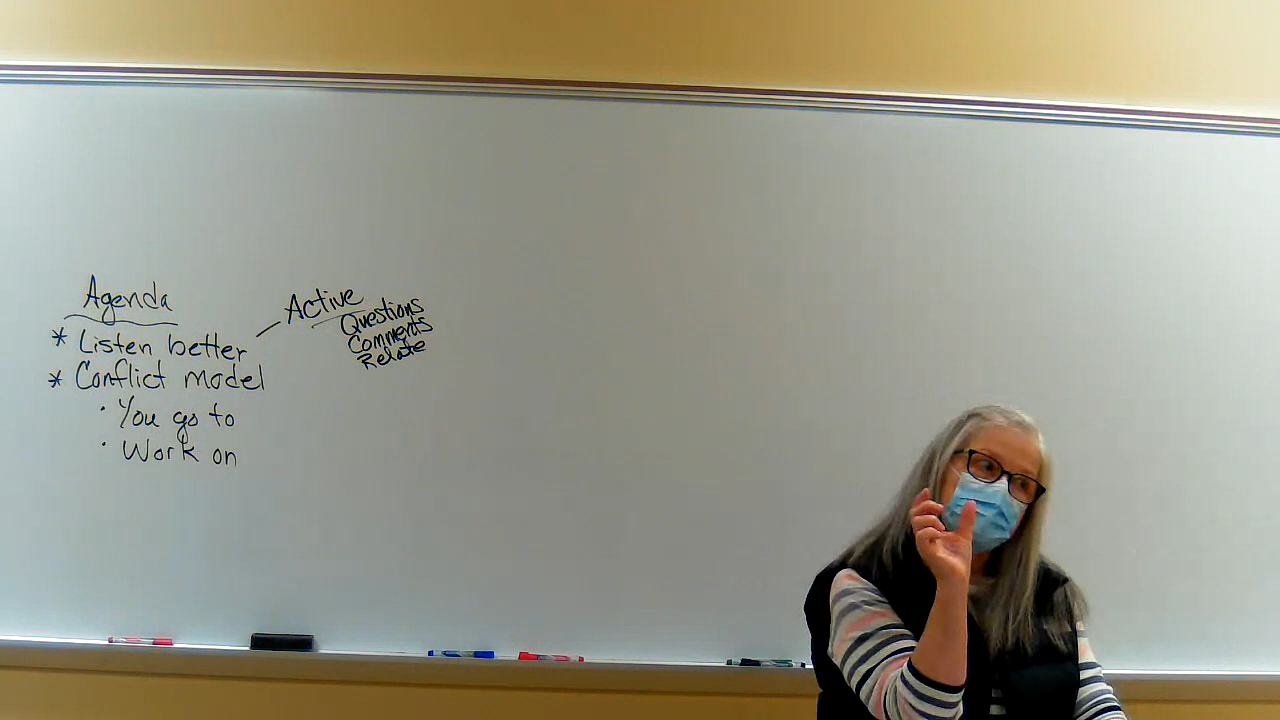 Agenda
* Listen better
* Conflict model
· You go to
· Work on
Active
Questions
Comments
Relate